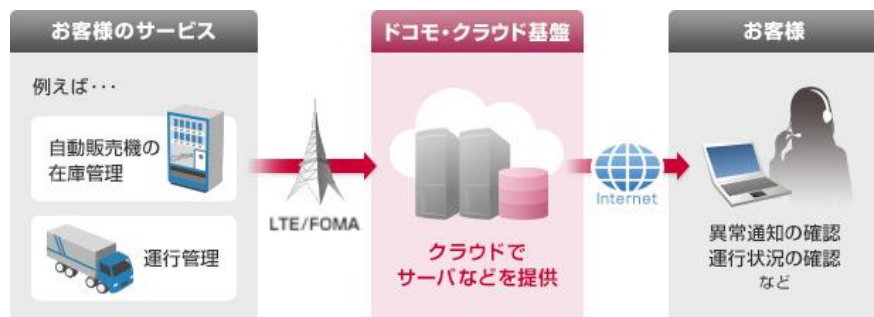 お客様のサービス
例えば・・・
自動販売機の
在庫管理
運行管理
LTE/FOMA
ドコモ・クラウド基盤
クラウドで
サーバなどを提供
Internet
お客様
異常通知の確認
運行状況の確認
など